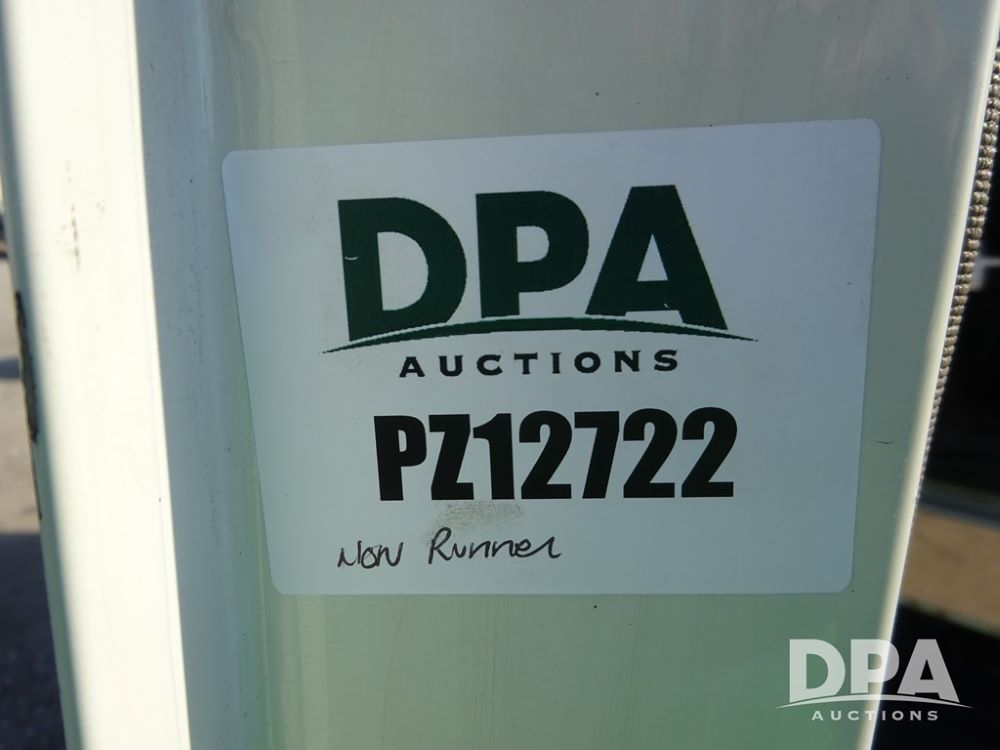 DPA
AUCTIONS
PZ12722
Non Runner
DPA
AUCTIONS